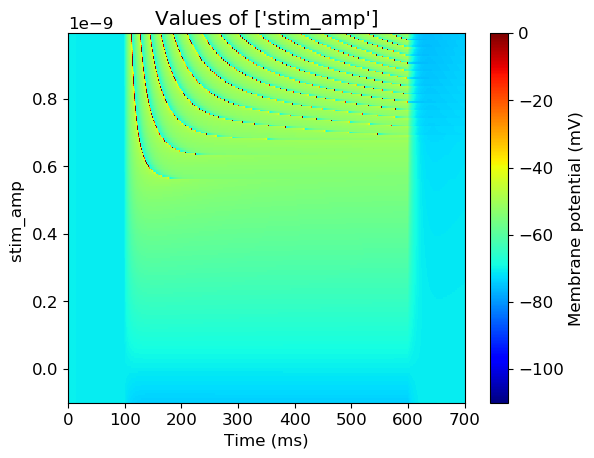 Values of ['stim_amp']
1e−9
0.8
0.6
0.4
0.2
0.0
stim_amp
0 100 200 300 400 500 600 700
Time (ms)
0
−20
−40
−60
−80
−100
Membrane potential (mV)